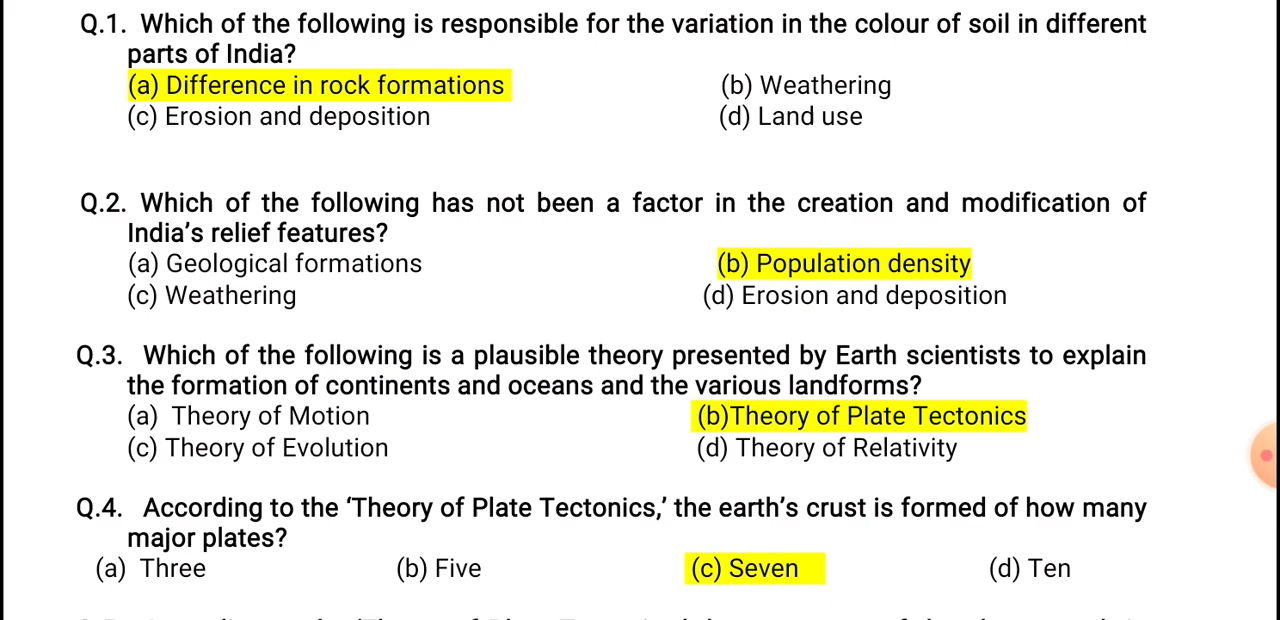 Q.1. Which of the following is responsible for the variation in the colour of soil in different
parts of India?
(a) Difference in rock formations (b) Weathering
(c) Erosion and deposition (d) Land use
Q.2. Which of the following has not been a factor in the creation and modification of
India’s relief features?
(a) Geological formations (b) Population density
(c) Weathering (d) Erosion and deposition
Q.3. Which of the following is a plausible theory presented by Earth scientists to explain
the formation of continents and oceans and the various landforms?
(a) Theory of Motion (b)Theory of Plate Tectonics
(c) Theory of Evolution (d) Theory of Relativity
Q.4. According to the ‘Theory of Plate Tectonics,’ the earth’s crust is formed of how many
major plates?
(a) Three (b) Five (c) Seven (d) Ten